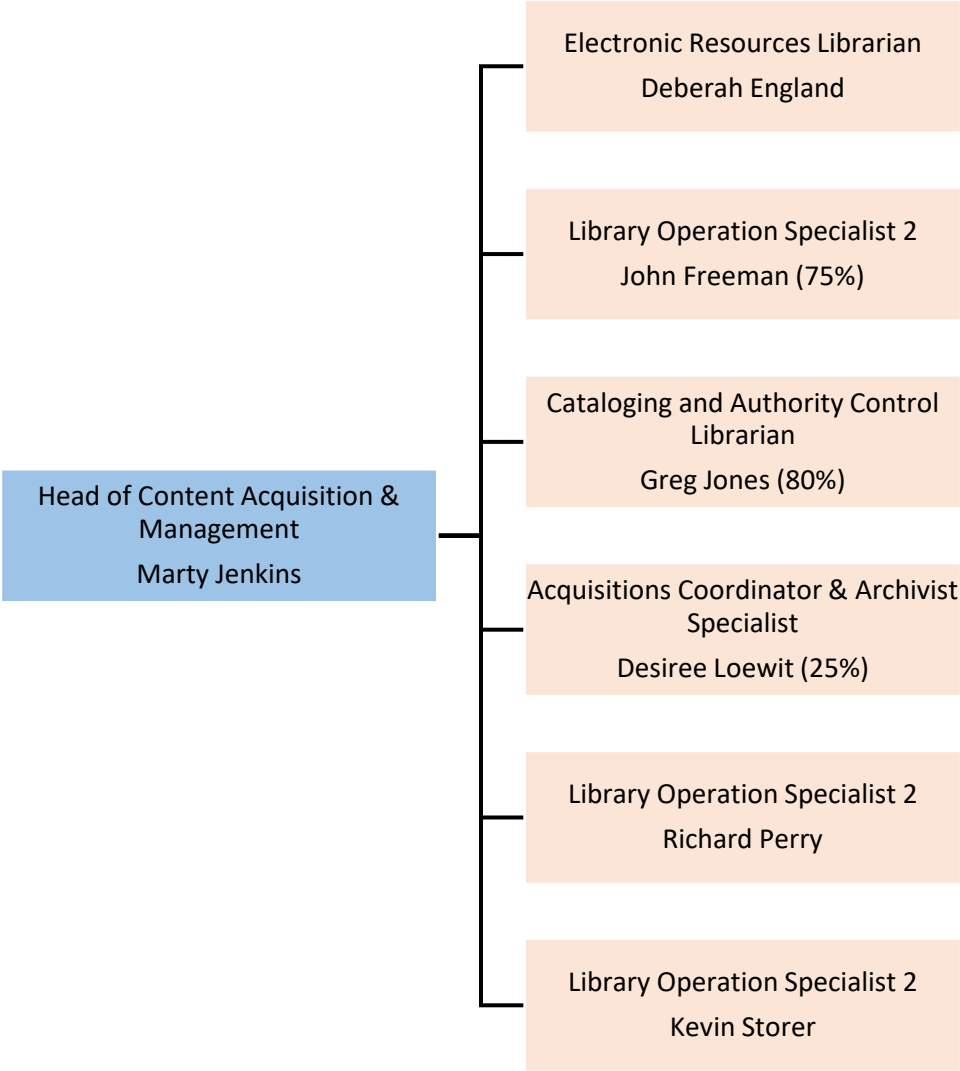 Electronic Resources Librarian
Deberah England
Library Operation Specialist 2
John Freeman (75%)
Cataloging and Authority Control
Librarian
Greg Jones (80%)
Head of Content Acquisition &
Management
Marty Jenkins
Acquisitions Coordinator & Archivist
Specialist
Desiree Loewit (25%)
Library Operation Specialist 2
Richard Perry
Library Operation Specialist 2
Kevin Storer